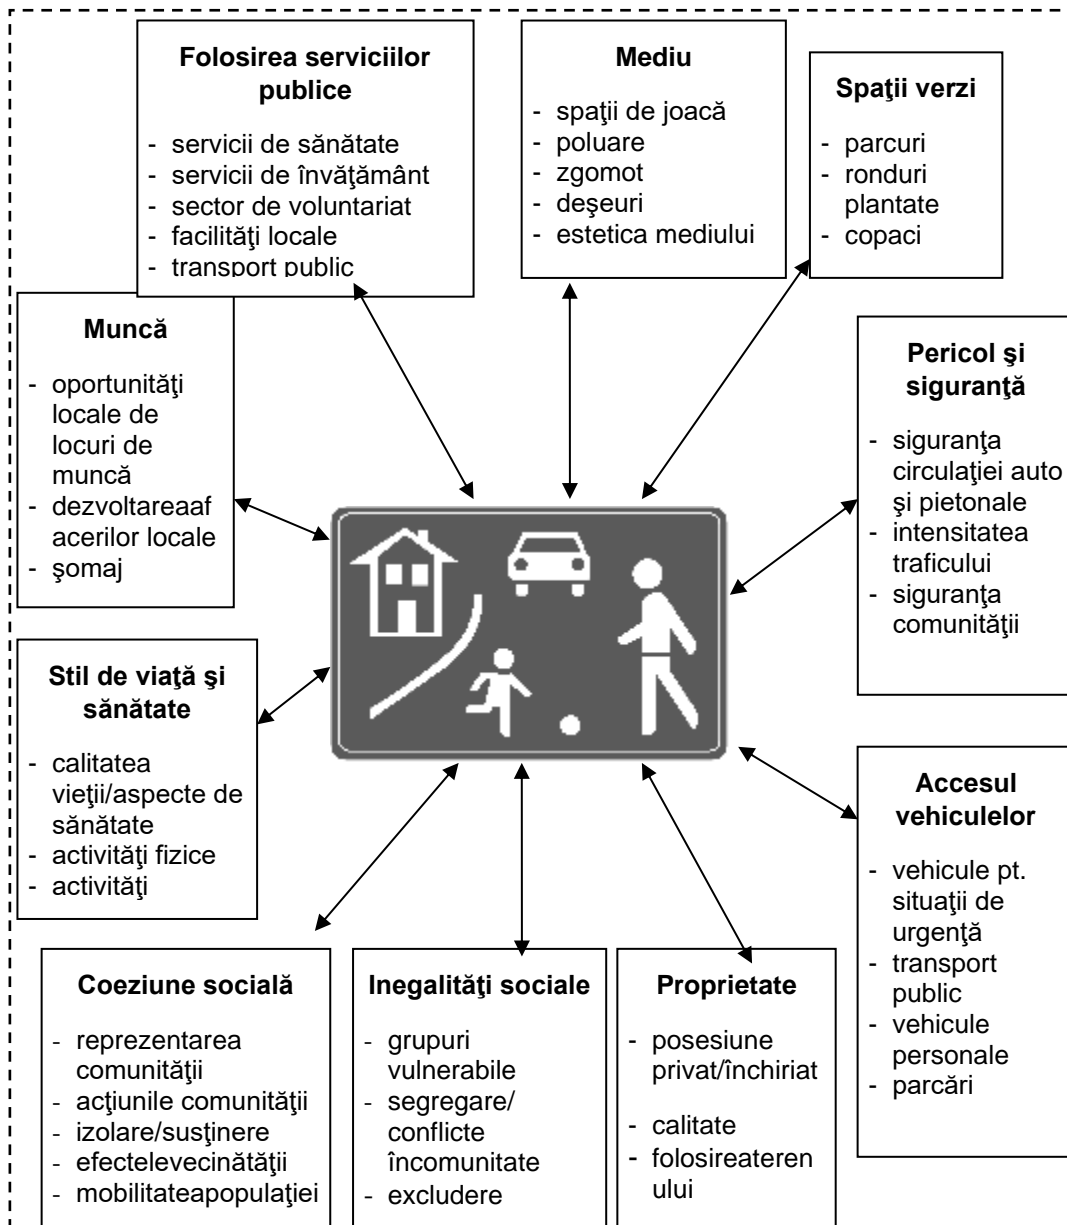 Folosirea serviciilor
publice
- servicii de sănătate
- servicii de învăţământ
- sector de voluntariat
- facilităţi locale
- transport public
Mediu
- spaţii de joacă
- poluare
- zgomot
- deşeuri
- estetica mediului
Spaţii verzi
- parcuri
- ronduri
plantate
- copaci
Muncă
- oportunităţi
locale de
locuri de
muncă
- dezvoltareaaf
acerilor locale
- şomaj
Pericol şi
siguranţă
- siguranţa
circulaţiei auto
şi pietonale
- intensitatea
traficului
- siguranţa
comunităţii
Stil de viaţă şi
sănătate
- calitatea
vieţii/aspecte de
sănătate
- activităţi fizice
- activităţi
Accesul
vehiculelor
- vehicule pt.
situaţii de
urgenţă
- transport
public
- vehicule
personale
- parcări
Coeziune socială
- reprezentarea
comunităţii
- acţiunile comunităţii
- izolare/susţinere
- efectelevecinătăţii
- mobilitateapopulaţiei
Inegalităţi sociale
- grupuri
vulnerabile
- segregare/
conflicte
încomunitate
- excludere
Proprietate
- posesiune
privat/închiriat
- calitate
- folosireateren
ului